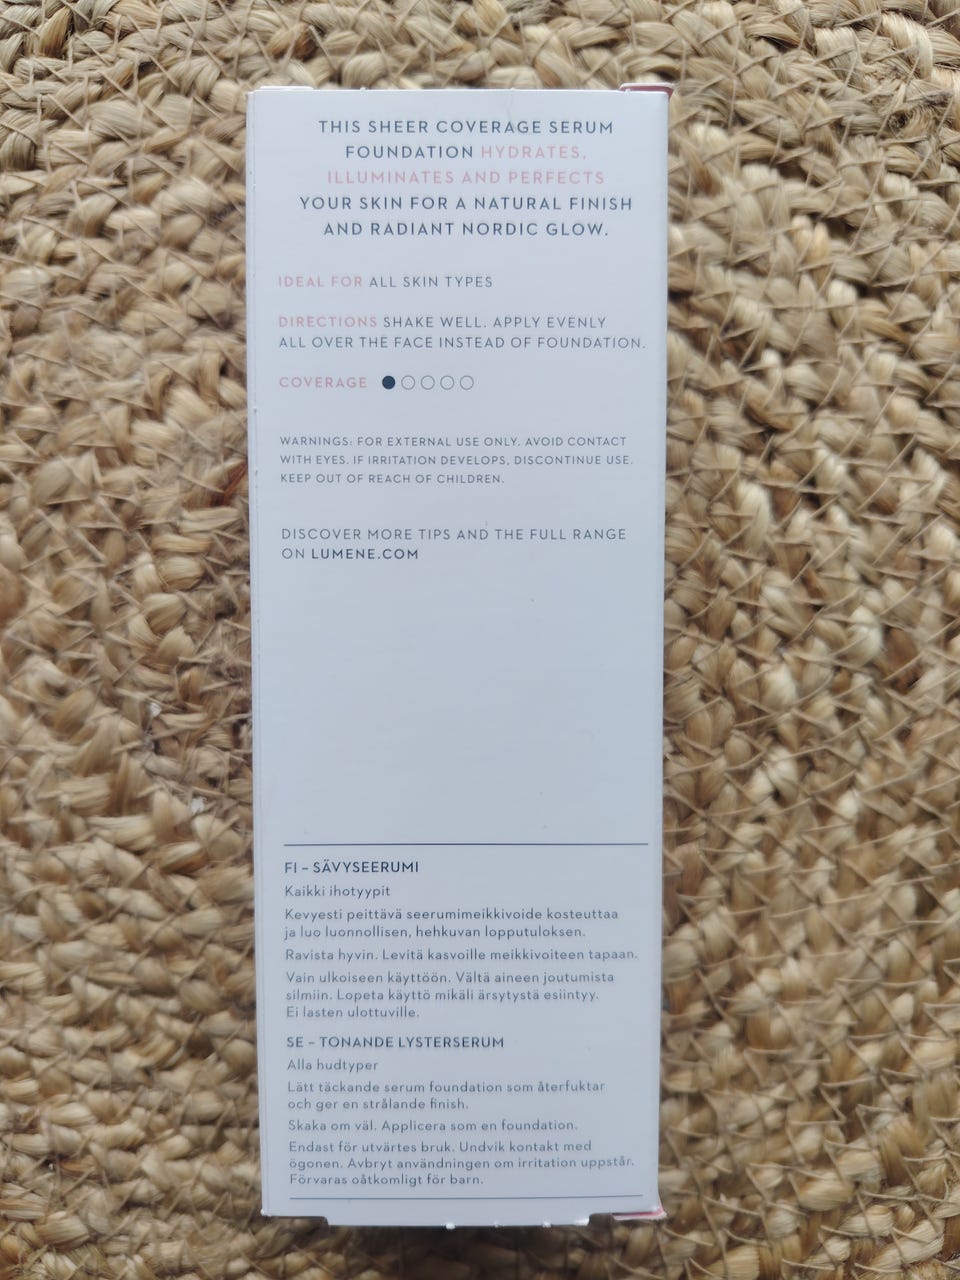 THIS SHEER COVERAGE SERUM
FOUNDATION HYDRATES,
ILLUMINATES AND PERFECTS
YOUR SKIN FOR A NATURAL FINISH
AND RADIANT NORDIC GLOW.
IDEAL FOR ALL SKIN TYPES
DIRECTIONS SHAKE WELL. APPLY EVENLY
ALL OVER THE FACE INSTEAD OF FOUNDATION.
COVERAGE
WARNINGS: FOR EXTERNAL USE ONLY. AVOID CONTACT
WITH EYES. IF IRRITATION DEVELOPS, DISCONTINUE USE.
KEEP OUT OF REACH OF CHILDREN.
DISCOVER MORE TIPS AND THE FULL RANGE
ON LUMENE.COM
FI – SÄVYSEERUMI
Kaikki ihotyypit
Kevyesti peittävä seerumimeikkivoide kosteuttaa
ja luo luonnollisen, hehkuvan lopputuloksen.
Ravista hyvin. Levitä kasvoille meikkivoiteen tapaan.
Vain ulkoiseen käyttöön. Vältä aineen joutumista
silmiin. Lopeta käyttö mikäli ärsytystä esiintyy.
Ei lasten ulottuville.
SE – TONANDE LYSTERSERUM
Alla hudtyper
Lätt täckande serum foundation som återfuktar
och ger en strålande finish.
Skaka om väl. Applicera som en foundation.
Endast för utvärtes bruk. Undvik kontakt med
ögonen. Avbryt användningen om irritation uppstår.
Förvaras oåtkomligt för barn.